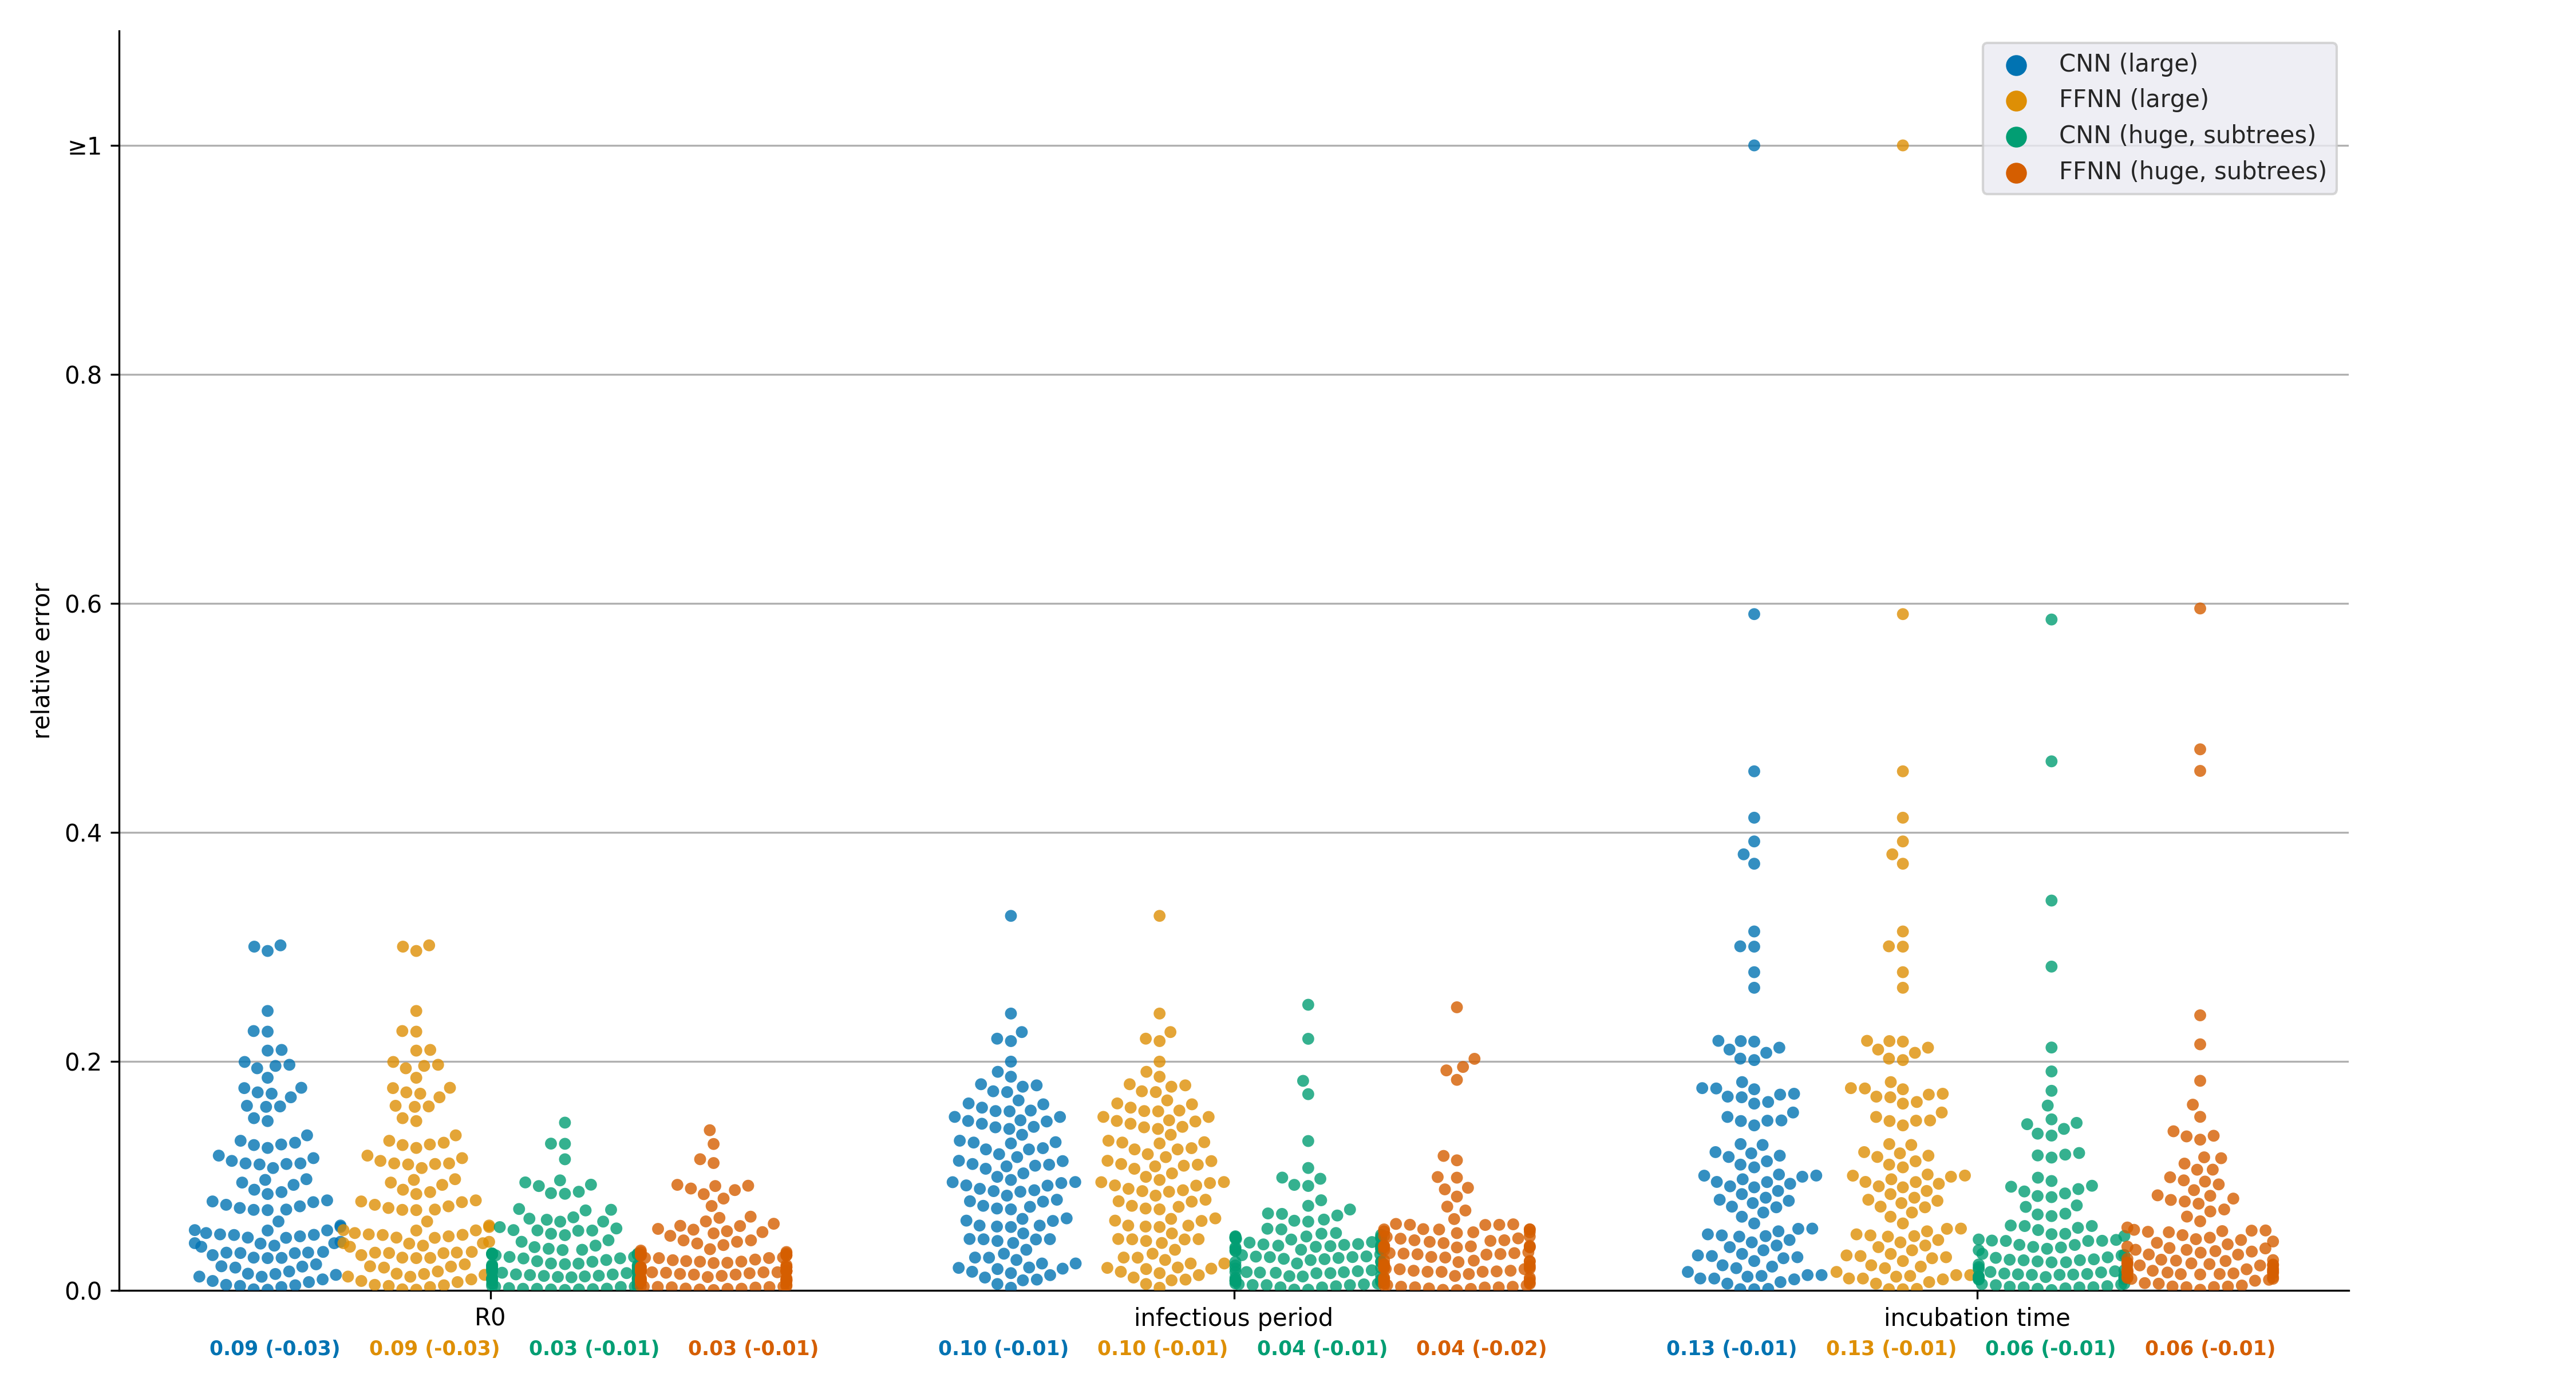 CNN (large)
FFNN (large)
CNN (huge, subtrees)
FFNN (huge, subtrees)
≥1
0.8
0.6
0.4
0.2
0.0
relative error
R0 infectious period incubation time
0.09 (-0.03) 0.09 (-0.03) 0.03 (-0.01) 0.03 (-0.01) 0.10 (-0.01) 0.10 (-0.01) 0.04 (-0.01) 0.04 (-0.02) 0.13 (-0.01) 0.13 (-0.01) 0.06 (-0.01) 0.06 (-0.01)